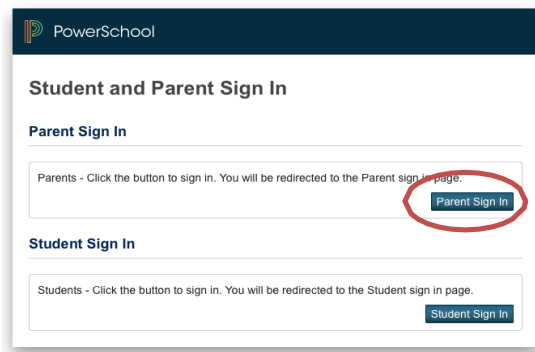 PowerSchool
Student and Parent Sign In
Parent Sign In
Parents - Click the button to sign in. You will be redirected to the Parent sign in page.
Parent Sign In
Student Sign In
Students - Click the button to sign in. You will be redirected to the Student sign in page.
Student Sign In